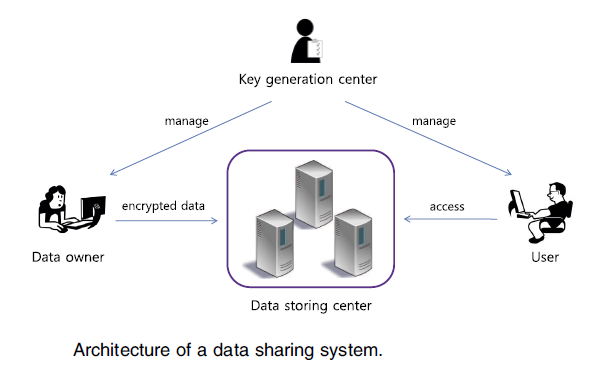 Key generation center
manage
manage
encrypted data
access
Data owner
User
Data storing center
Architecture of a data sharing system.